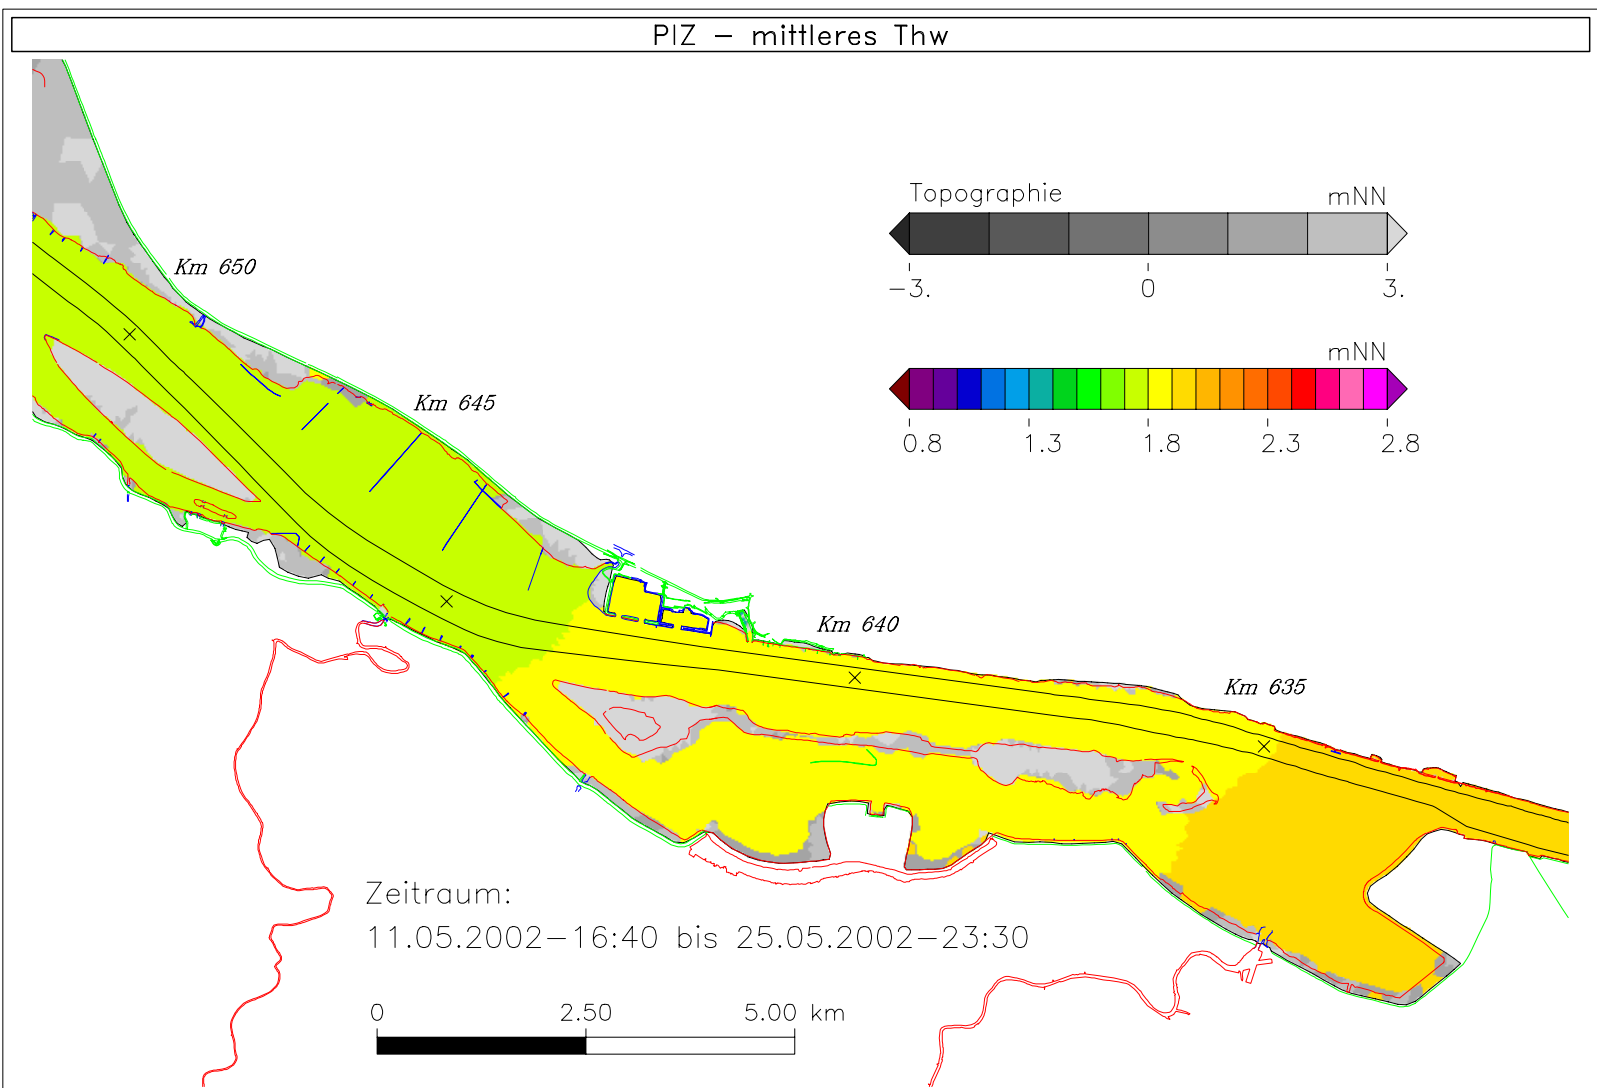 PIZ - mittleres Thw
Topographie mNN
-3. 0 3.
mNN
0.8 1.3 1.8 2.3 2.8
Km 650
Km 645
Km 640
Km 635
Zeitraum:
11.05.2002-16:40 bis 25.05.2002-23:30
0 2.50 5.00 km